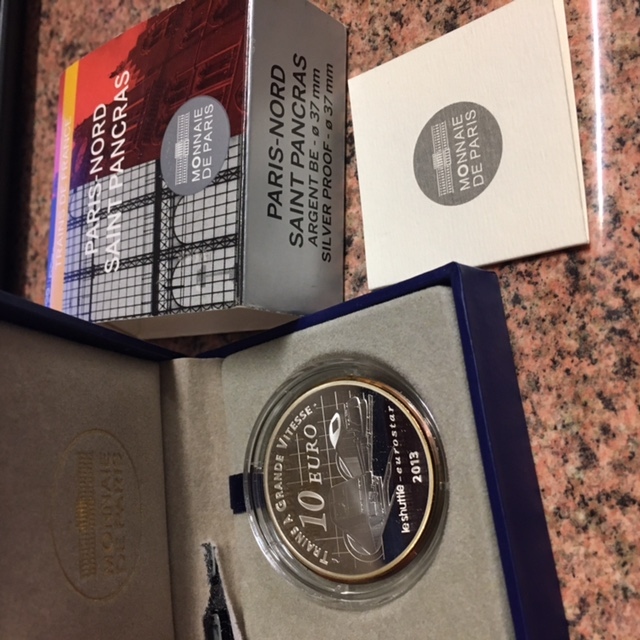 PARIS-NORD
SAINT PANCRAS
MONNAIE
DE PARIS
PARIS-NORD
SAINT PANCRAS
ARGENT BE - ø 37 mm
SILVER PROOF - ø 37 mm
MONNAIE
DE PARIS
MONNAIE
DE PARIS
- TRAINS À GRANDE VITESSE -
10 EURO
le shuttle - eurostar
2013